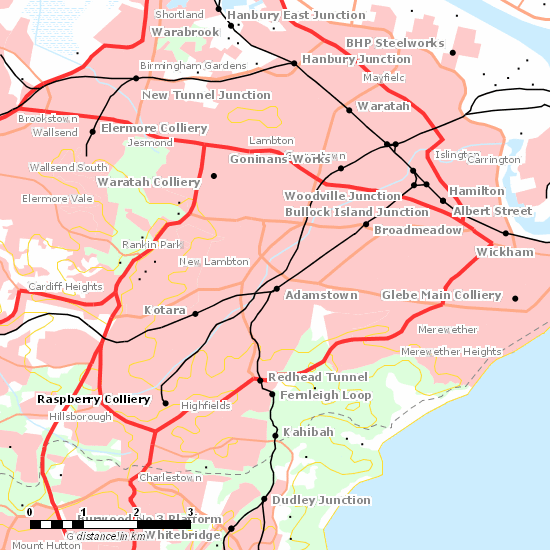 Shortland
Hanbury East Junction
Warabrook
BHP Steelworks
Hanbury Junction
Birmingham Gardens
Mayfield
New Tunnel Junction
Waratah
Brookstown
Wallsend
Elermore Colliery
Jesmond
Lambton
Goninans Works
Islington
Carrington
Wallsend South
Waratah Colliery
Elermore Vale
Woodville Junction
Hamilton
Bullock Island Junction
Albert Street
Broadmeadow
Rankin Park
Wickham
New Lambton
Cardiff Heights
Adamstown
Glebe Main Colliery
Kotara
Merewether
Merewether Heights
Redhead Tunnel
Raspberry Colliery
Highfields
Fernleigh Loop
Hillsborough
Kahibah
Charlestown
Dudley Junction
0 1 2 3
Burwood No 3 Platform
distance in km
Whitebridge
Mount Hutton